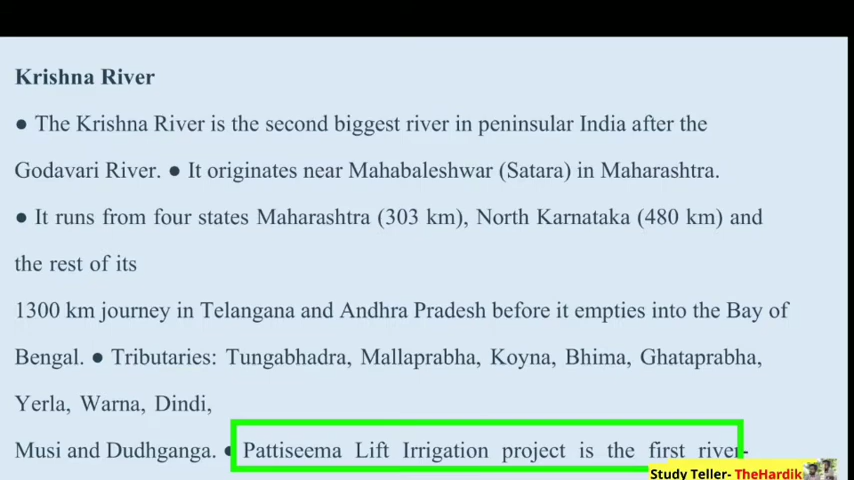 Krishna River
● The Krishna River is the second biggest river in peninsular India after the
Godavari River. ● It originates near Mahabaleshwar (Satara) in Maharashtra.
● It runs from four states Maharashtra (303 km), North Karnataka (480 km) and
the rest of its
1300 km journey in Telangana and Andhra Pradesh before it empties into the Bay of
Bengal. ● Tributaries: Tungabhadra, Mallaprabha, Koyna, Bhima, Ghataprabha,
Yerla, Warna, Dindi,
Musi and Dudhganga. ● Pattiseema Lift Irrigation project is the first river-
Study Teller- TheHardik